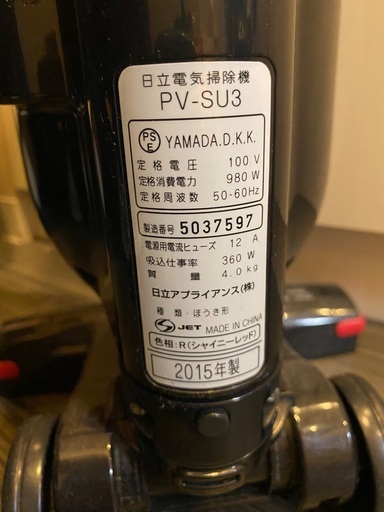 日立電気掃除機
PV-SU3
PS
E
YAMADA.D.K.K.
定格電圧 100 V
定格消費電力 980 W
定格周波数 50-60Hz
製造番号 5037597
電源用電流ヒューズ 12 A
吸込仕事率 360 W
質量 4.0kg
日立アプライアンス(株)
種類・ほうき形
JET MADE IN CHINA
色相:R(シャイニーレッド)
2015年製